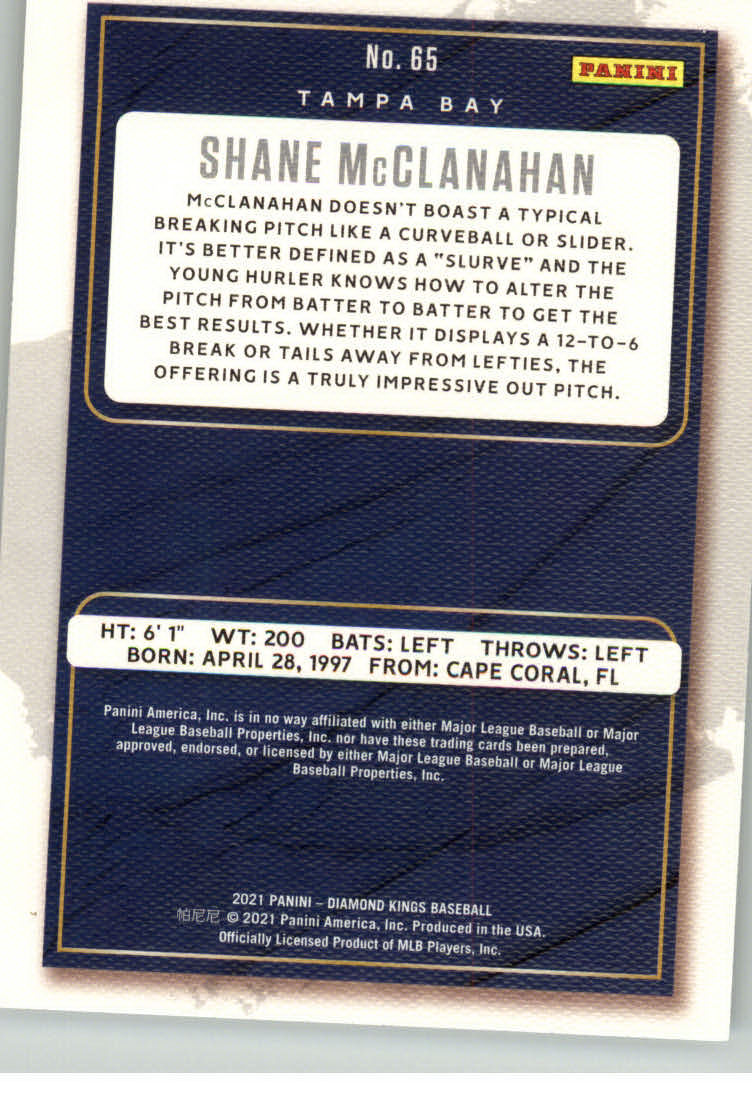 No. 65
PANINI
TAMPA BAY
SHANE McCLANAHAN
McCLANAHAN DOESN'T BOAST A TYPICAL
BREAKING PITCH LIKE A CURVEBALL OR SLIDER.
IT'S BETTER DEFINED AS A "SLURVE" AND THE
YOUNG HURLER KNOWS HOW TO ALTER THE
PITCH FROM BATTER TO BATTER TO GET THE
BEST RESULTS. WHETHER IT DISPLAYS A 12-TO-6
BREAK OR TAILS AWAY FROM LEFTIES, THE
OFFERING IS A TRULY IMPRESSIVE OUT PITCH.
HT: 6' 1" WT: 200 BATS: LEFT THROWS: LEFT
BORN: APRIL 28, 1997 FROM: CAPE CORAL, FL
Panini America, Inc. is in no way affiliated with either Major League Baseball or Major
League Baseball Properties, Inc. nor have these trading cards been prepared,
approved, endorsed, or licensed by either Major League Baseball or Major League
Baseball Properties, Inc.
2021 PANINI – DIAMOND KINGS BASEBALL
帕尼尼 © 2021 Panini America, Inc. Produced in the USA.
Officially Licensed Product of MLB Players, Inc.